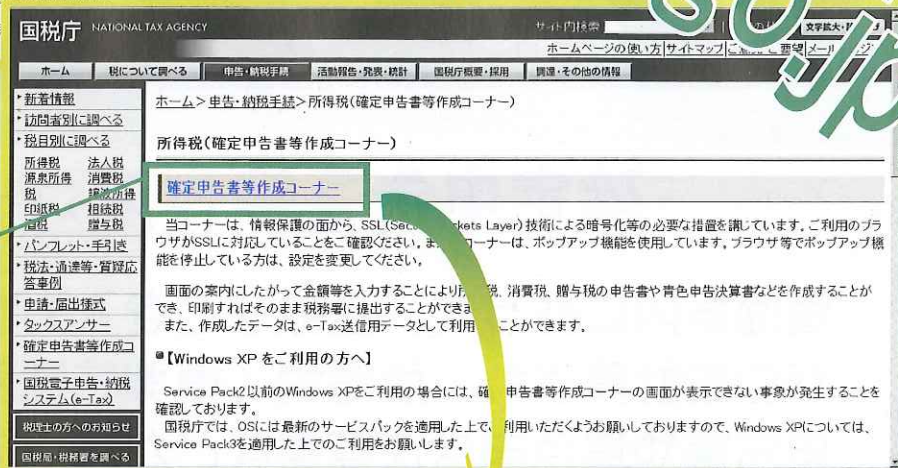 go.jp
国税庁 NATIONAL TAX AGENCY
サイト内検索
文字拡大・
ホームページの使い方 サイトマップ ご意見・ご要望 メール
ホーム 税について調べる 申告・納税手続 活動報告・発表・統計 国税庁概要・採用 調達・その他の情報
・新着情報
・訪問者別に調べる
・税目別に調べる
所得税 法人税
源泉所得税 消費税
譲渡所得
印紙税 相続税
酒税 贈与税
・パンフレット・手引き
・税法・通達等・質疑応答事例
・申請・届出様式
・タックスアンサー
・確定申告書等作成コーナー
・国税電子申告・納税システム(e-Tax)
税理士の方へのお知らせ
国税局・税務署を調べる
ホーム>申告・納税手続>所得税(確定申告書等作成コーナー)
所得税(確定申告書等作成コーナー)
確定申告書等作成コーナー
当コーナーは、情報保護の面から、SSL(Sec kets Layer)技術による暗号化等の必要な措置を講しています。ご利用のブラ
ウザがSSLに対応していることをご確認ください。ま コーナーは、ポップアップ機能を使用しています。ブラウザ等でポップアップ機
能を停止している方は、設定を変更してください。
画面の案内にしたがって金額等を入力することにより所 税、消費税、贈与税の申告書や青色申告決算書などを作成することが
でき、印刷すればそのまま税務署に提出することができま
また、作成したデータは、e-Tax送信用データとして利用 ことができます。
【Windows XP をご利用の方へ】
Service Pack2以前のWindows XPをご利用の場合には、確 申告書等作成コーナーの画面が表示できない事象が発生することを
確認しております。
国税庁では、OSには最新のサービスパックを適用した上で 利用いただくようお願いしておりますので、Windows XPについては、
Service Pack3を適用した上でのご利用をお願いします。